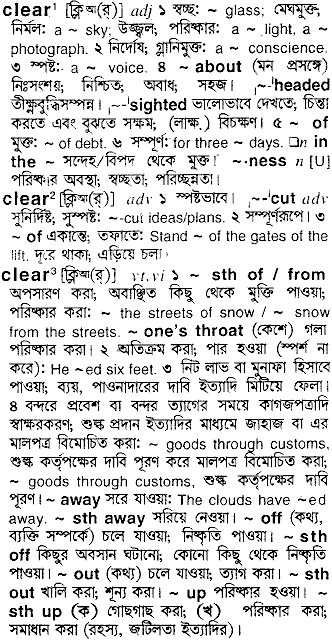 clear¹ [ক্লিঅ(র্)] adj ১ স্বচ্ছ: ~ glass; মেঘমুক্ত;
নির্মল: a ~ sky; উজ্জ্বল, পরিষ্কার: a ~ light, a ~
photograph. ২ নির্দোষ; গ্লানিমুক্ত: a ~ conscience.
৩ স্পষ্ট: a ~ voice. ৪ ~ about (মন প্রসঙ্গে)
নিঃসংশয়, নিশ্চিত, অবাধ; সহজ। ˌ~-ˈheaded
তীক্ষ্ণবুদ্ধিসম্পন্ন। ˌ~-ˈsighted ভালোভাবে দেখতে, চিন্তা
করতে এবং বুঝতে সক্ষম; (লাক্ষ.) বিচক্ষণ। ৫ ~ of
মুক্ত: ~ of debt. ৬ সম্পূর্ণ: for three ~ days. □n in
the ~ সন্দেহ/বিপদ থেকে মুক্ত। ~·ness n [U]
পরিষ্কার অবস্থা; স্বচ্ছতা; পরিচ্ছন্নতা।
clear² [ক্লিঅ(র্)] adv ১ স্পষ্টভাবে। ˌ~-ˈcut adv
সুনির্দিষ্ট, সুস্পষ্ট: ~-cut ideas/plans. ২ সম্পূর্ণরূপে। ৩
~ of একান্তে; তফাতে: Stand ~ of the gates of the
lift. দূরে থাকা; এড়িয়ে চলা।
clear³ [ক্লিঅ(র্)] vt,vi ১ ~ sth of / from
অপসারণ করা; অবাঞ্ছিত কিছু থেকে মুক্তি পাওয়া;
পরিষ্কার করা: ~ the streets of snow / ~ snow
from the streets. ~ one's throat (কেশে) গলা
পরিষ্কার করা। ২ অতিক্রম করা; পার হওয়া (স্পর্শ না
করে): He ~ed six feet. ৩ নিট লাভ বা মুনাফা হিসাবে
পাওয়া; ব্যয়, পাওনাদারের দাবি ইত্যাদি মিটিয়ে ফেলা।
৪ বন্দরে প্রবেশ বা বন্দর ত্যাগের সময়ে কাগজপত্রাদি
স্বাক্ষরকরণ; শুল্ক প্রদান ইত্যাদির মাধ্যমে জাহাজ বা এর
মালপত্র বিমোচিত করা: ~ goods through customs,
শুল্ক কর্তৃপক্ষের দাবি পূরণ করে মালপত্র বিমোচিত করা;
~ goods through customs, শুল্ক কর্তৃপক্ষের দাবি
পূরণ। ~ away সরে যাওয়া: The clouds have ~ed
away. ~ sth away সরিয়ে নেওয়া। ~ off (কথ্য,
ব্যক্তি সম্পর্কে) চলে যাওয়া; নিষ্কৃতি পাওয়া। ~ sth
off কিছুর অবসান ঘটানো; কোনো কিছু থেকে নিষ্কৃতি
পাওয়া। ~ out (কথ্য) চলে যাওয়া; ত্যাগ করা। ~ sth
out খালি করা; শূন্য করা। ~ up পরিষ্কার হওয়া। ~
sth up (ক) গোছগাছ করা; (খ) পরিষ্কার করা;
সমাধান করা (রহস্য, জটিলতা ইত্যাদির)।